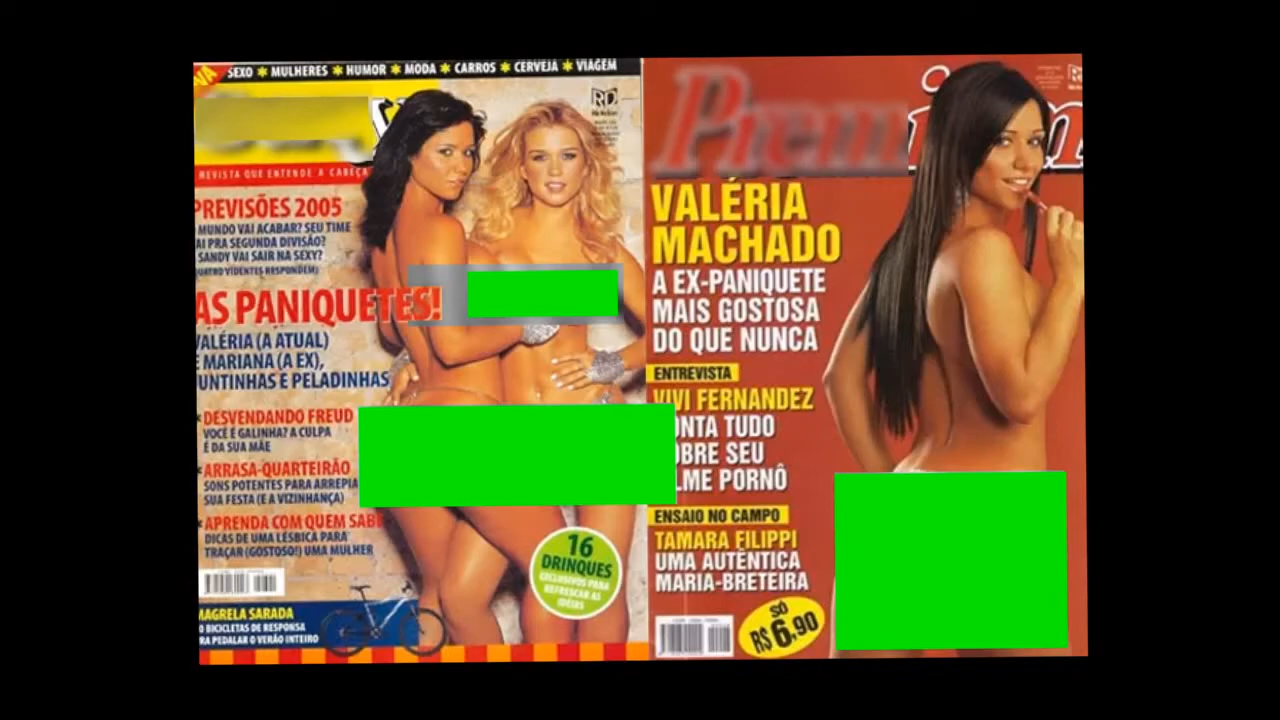 SEXO * MULHERES * HUMOR * MODA * CARROS * CERVEJA * VIAGEM
RD
REVISTA QUE ENTENDE A CABEÇA
PREVISÕES 2005
MUNDO VAI ACABAR? SEU TIME
AI PRA SEGUNDA DIVISÃO?
SANDY VAI SAIR NA SEXY?
UATRO VIDENTES RESPONDEM)
AS PANIQUETES!
VALÉRIA (A ATUAL)
E MARIANA (A EX),
UNTINHAS E PELADINHAS
* DESVENDANDO FREUD
VOCÊ É GALINHA? A CULPA
É DA SUA MÃE
* ARRASA-QUARTEIRÃO
SONS POTENTES PARA ARREPIA
SUA FESTA (E A VIZINHANÇA)
* APRENDA COM QUEM SABE
DICAS DE UMA LÉSBICA PARA
TRAÇAR (GOSTOSO!) UMA MULHER
16
DRINQUES
EXCLUSIVOS PARA
REFRESCAR AS
IDÉIAS
MAGRELA SARADA
0 BICICLETAS DE RESPONSA
RA PEDALAR O VERÃO INTEIRO
Prem
VALÉRIA
MACHADO
A EX-PANIQUETE
MAIS GOSTOSA
DO QUE NUNCA
ENTREVISTA
VIVI FERNANDEZ
ONTA TUDO
OBRE SEU
LME PORNÔ
ENSAIO NO CAMPO
TAMARA FILIPPI
UMA AUTÊNTICA
MARIA-BRETEIRA
SÓ
R$ 6,90